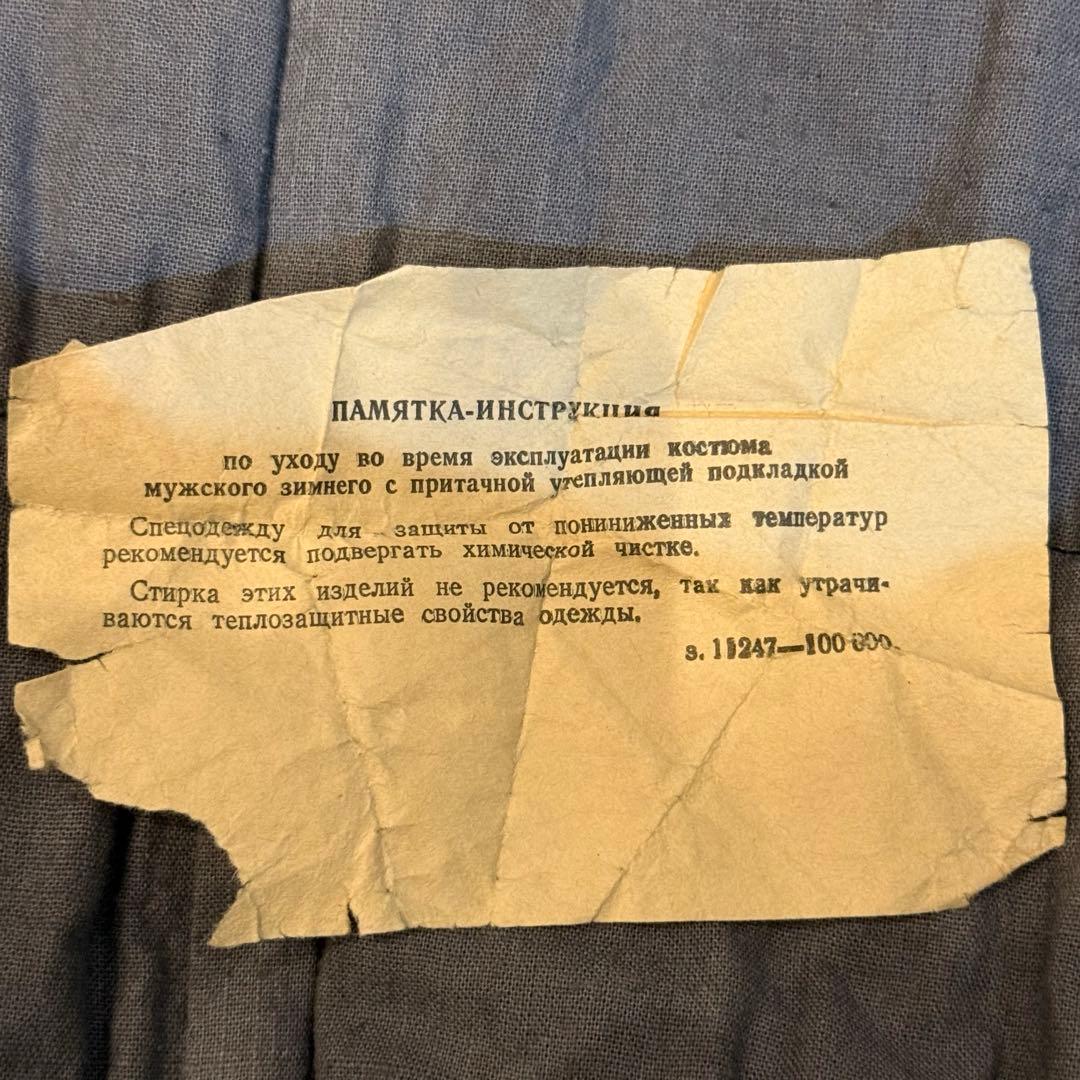 ПАМЯТКА-ИНСТРУКЦИЯ
по уходу во время эксплуатации костюма
мужского зимнего с притачной утепляющей подкладкой
Спецодежду для защиты от пониниженных температур
рекомендуется подвергать химической чистке.
Стирка этих изделий не рекомендуется, так как утрачи-
ваются теплозащитные свойства одежды.
з. 11247—100 000.